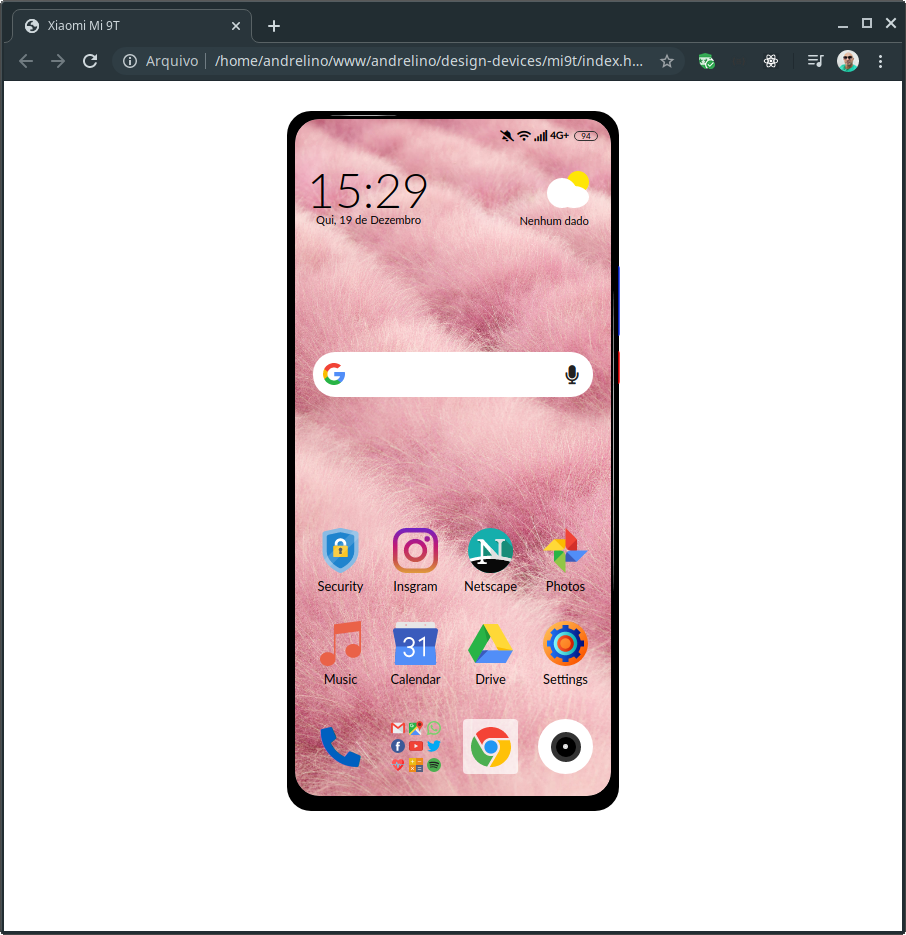 Xiaomi Mi 9T
Arquivo /home/andrelino/www/andrelino/design-devices/mi9t/index.h...
4G+ 94
15:29
Qui, 19 de Dezembro
Nenhum dado
Security Insgram Netscape Photos
31
Music Calendar Drive Settings